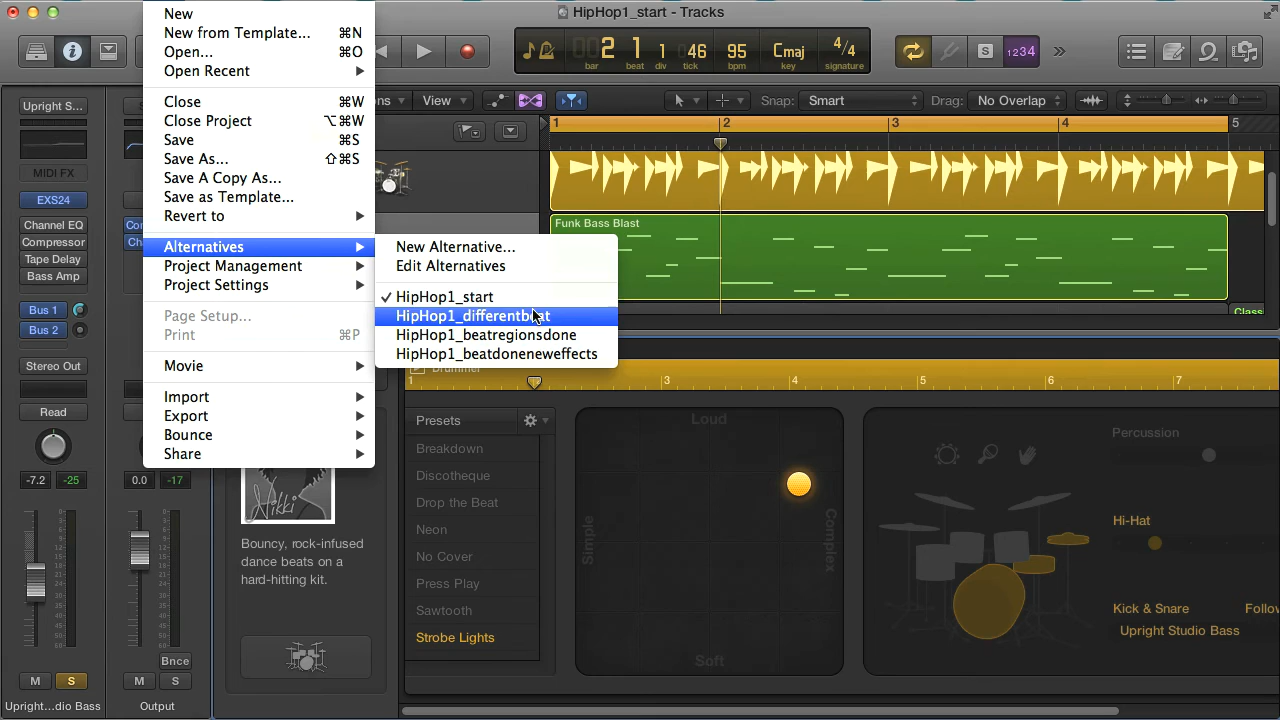 HipHop1_start - Tracks
New
New from Template... ⌘N
Open... ⌘O
Open Recent
Close ⌘W
Close Project ⌥⌘W
Save ⌘S
Save As... ⇧⌘S
Save A Copy As...
Save as Template...
Revert to
Alternatives
Project Management
Project Settings
Page Setup...
Print ⌘P
Movie
Import
Export
Bounce
Share
New Alternative...
Edit Alternatives
✓ HipHop1_start
HipHop1_differentbeat
HipHop1_beatregionsdone
HipHop1_beatdoneneweffects
2 1 1 46 95 Cmaj 4/4
bar beat div tick bpm key signature
S 1234
View Snap: Smart Drag: No Overlap
1 2 3 4 5
Funk Bass Blast
Class
Upright S...
MIDI FX
EXS24
Channel EQ
Compressor
Tape Delay
Bass Amp
Bus 1
Bus 2
Stereo Out
Read
-7.2 -25
0.0 -17
Bnce
M S
M S
Upright...dio Bass
Output
Nikki
Bouncy, rock-infused
dance beats on a
hard-hitting kit.
Drummer
1 3 4 5 6 7
Presets
Breakdown
Discotheque
Drop the Beat
Neon
No Cover
Press Play
Sawtooth
Strobe Lights
Loud
Simple
Complex
Soft
Percussion
Hi-Hat
Kick & Snare Follow
Upright Studio Bass